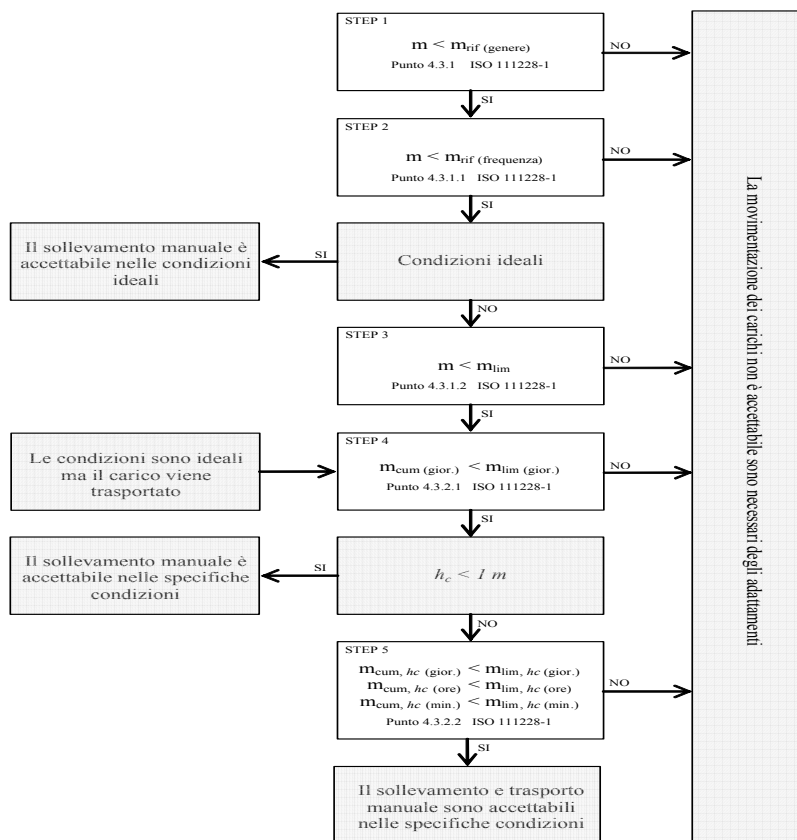 STEP 1
m < mrif (genere)
Punto 4.3.1 ISO 111228-1
NO
SI
STEP 2
m < mrif (frequenza)
Punto 4.3.1.1 ISO 111228-1
NO
SI
Il sollevamento manuale è
accettabile nelle condizioni
ideali
SI
Condizioni ideali
NO
STEP 3
m < mlim
Punto 4.3.1.2 ISO 111228-1
NO
SI
Le condizioni sono ideali
ma il carico viene
trasportato
STEP 4
mcum (gior.) < mlim (gior.)
Punto 4.3.2.1 ISO 111228-1
NO
SI
Il sollevamento manuale è
accettabile nelle specifiche
condizioni
SI
hc < 1 m
NO
STEP 5
mcum, hc (gior.) < mlim, hc (gior.)
mcum, hc (ore) < mlim, hc (ore)
mcum, hc (min.) < mlim, hc (min.)
Punto 4.3.2.2 ISO 111228-1
NO
SI
Il sollevamento e trasporto
manuale sono accettabili
nelle specifiche condizioni
La movimentazione dei carichi non è accettabile sono necessari degli adattamenti